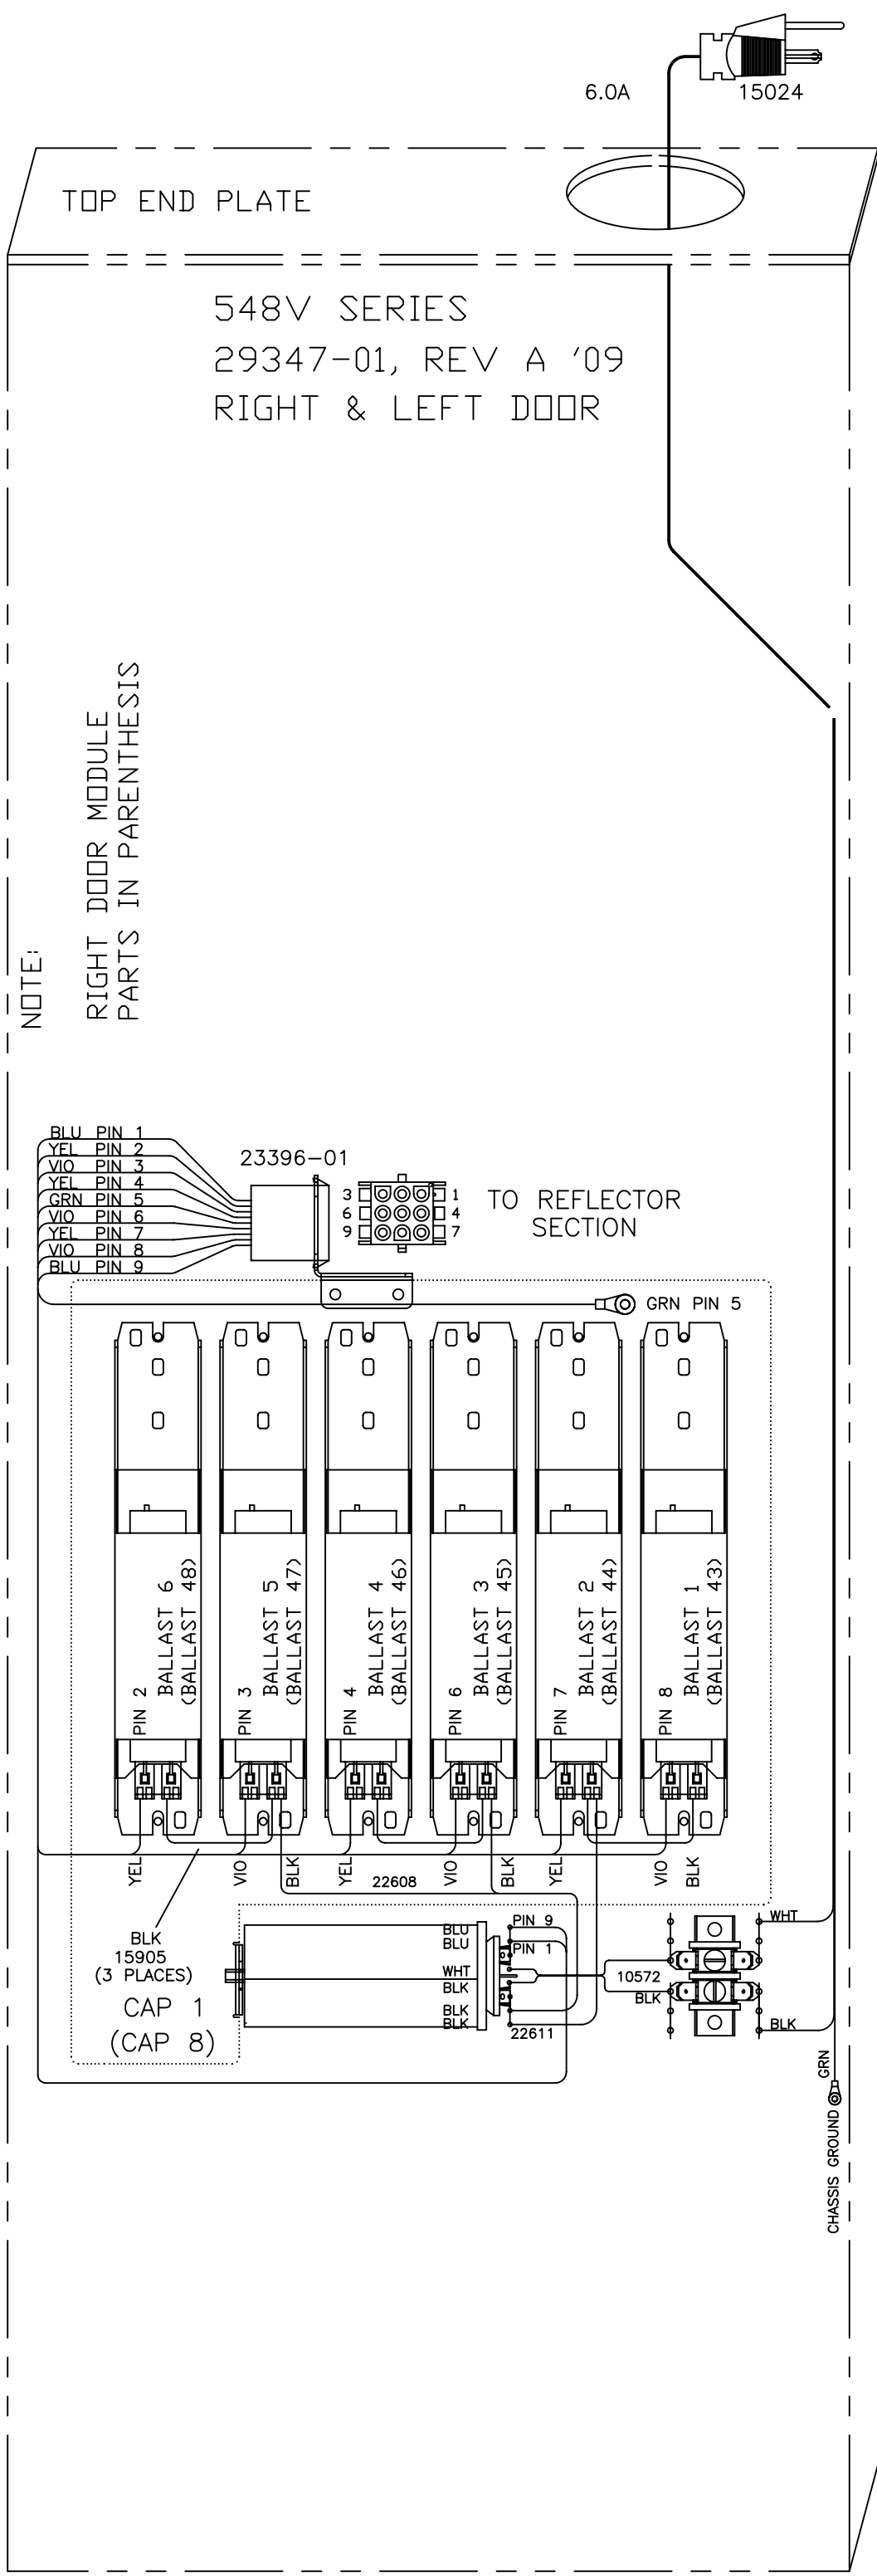 6.0A
15024
TOP END PLATE
548V SERIES
29347-01, REV A '09
RIGHT & LEFT DOOR
NOTE:
RIGHT DOOR MODULE
PARTS IN PARENTHESIS
BLU PIN 1
YEL PIN 2
VIO PIN 3
YEL PIN 4
GRN PIN 5
VIO PIN 6
YEL PIN 7
VIO PIN 8
BLU PIN 9
23396-01
3
6
9
1
4
7
TO REFLECTOR
SECTION
GRN PIN 5
PIN 2
BALLAST 6
(BALLAST 48)
PIN 3
BALLAST 5
(BALLAST 47)
PIN 4
BALLAST 4
(BALLAST 46)
PIN 6
BALLAST 3
(BALLAST 45)
PIN 7
BALLAST 2
(BALLAST 44)
PIN 8
BALLAST 1
(BALLAST 43)
YEL
VIO
BLK
YEL
22608
VIO
BLK
YEL
VIO
BLK
BLK
15905
(3 PLACES)
CAP 1
(CAP 8)
BLU
BLU
WHT
BLK
BLK
BLK
PIN 9
PIN 1
22611
10572
BLK
WHT
BLK
GRN
CHASSIS GROUND